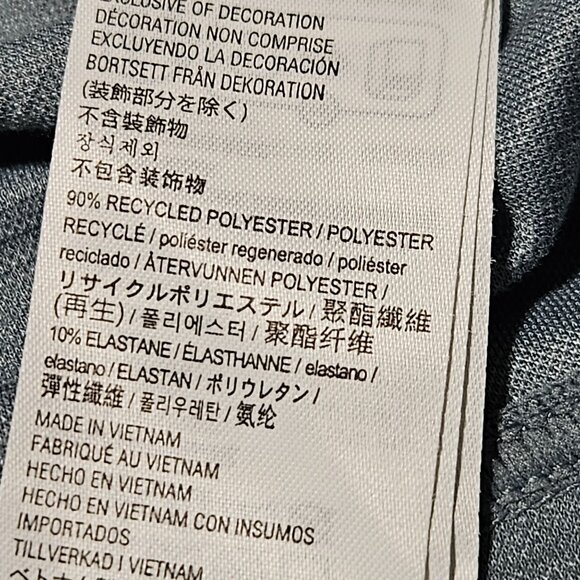 EXCLUSIVE OF DECORATION
DÉCORATION NON COMPRISE
EXCLUYENDO LA DECORACIÓN
BORTSETT FRÅN DEKORATION
(装飾部分を除く)
不含裝飾物
장식제외
不包含装饰物
90% RECYCLED POLYESTER / POLYESTER
RECYCLÉ / poliéster regenerado / poliéster
reciclado / ÅTERVUNNEN POLYESTER /
リサイクルポリエステル / 聚酯纖維
(再生) / 폴리에스터 / 聚酯纤维
10% ELASTANE / ÉLASTHANNE / elastano /
elastano / ELASTAN / ポリウレタン /
彈性纖維 / 폴리우레탄 / 氨纶
MADE IN VIETNAM
FABRIQUÉ AU VIETNAM
HECHO EN VIETNAM
HECHO EN VIETNAM CON INSUMOS
IMPORTADOS
TILLVERKAD I VIETNAM